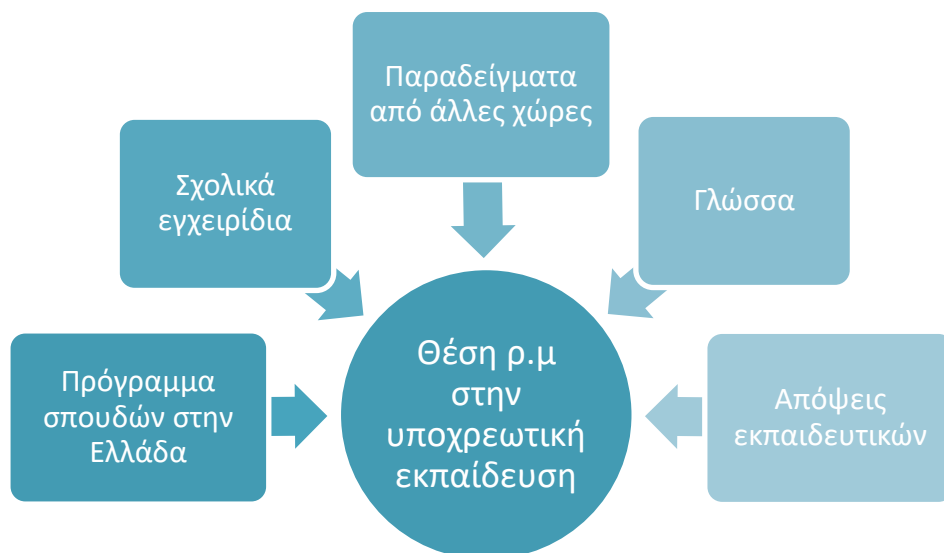 Παραδείγματα
από άλλες χώρες
Σχολικά
εγχειρίδια
Γλώσσα
Πρόγραμμα
σπουδών στην
Ελλάδα
Θέση ρ.μ
στην
υποχρεωτική
εκπαίδευση
Απόψεις
εκπαιδευτικών